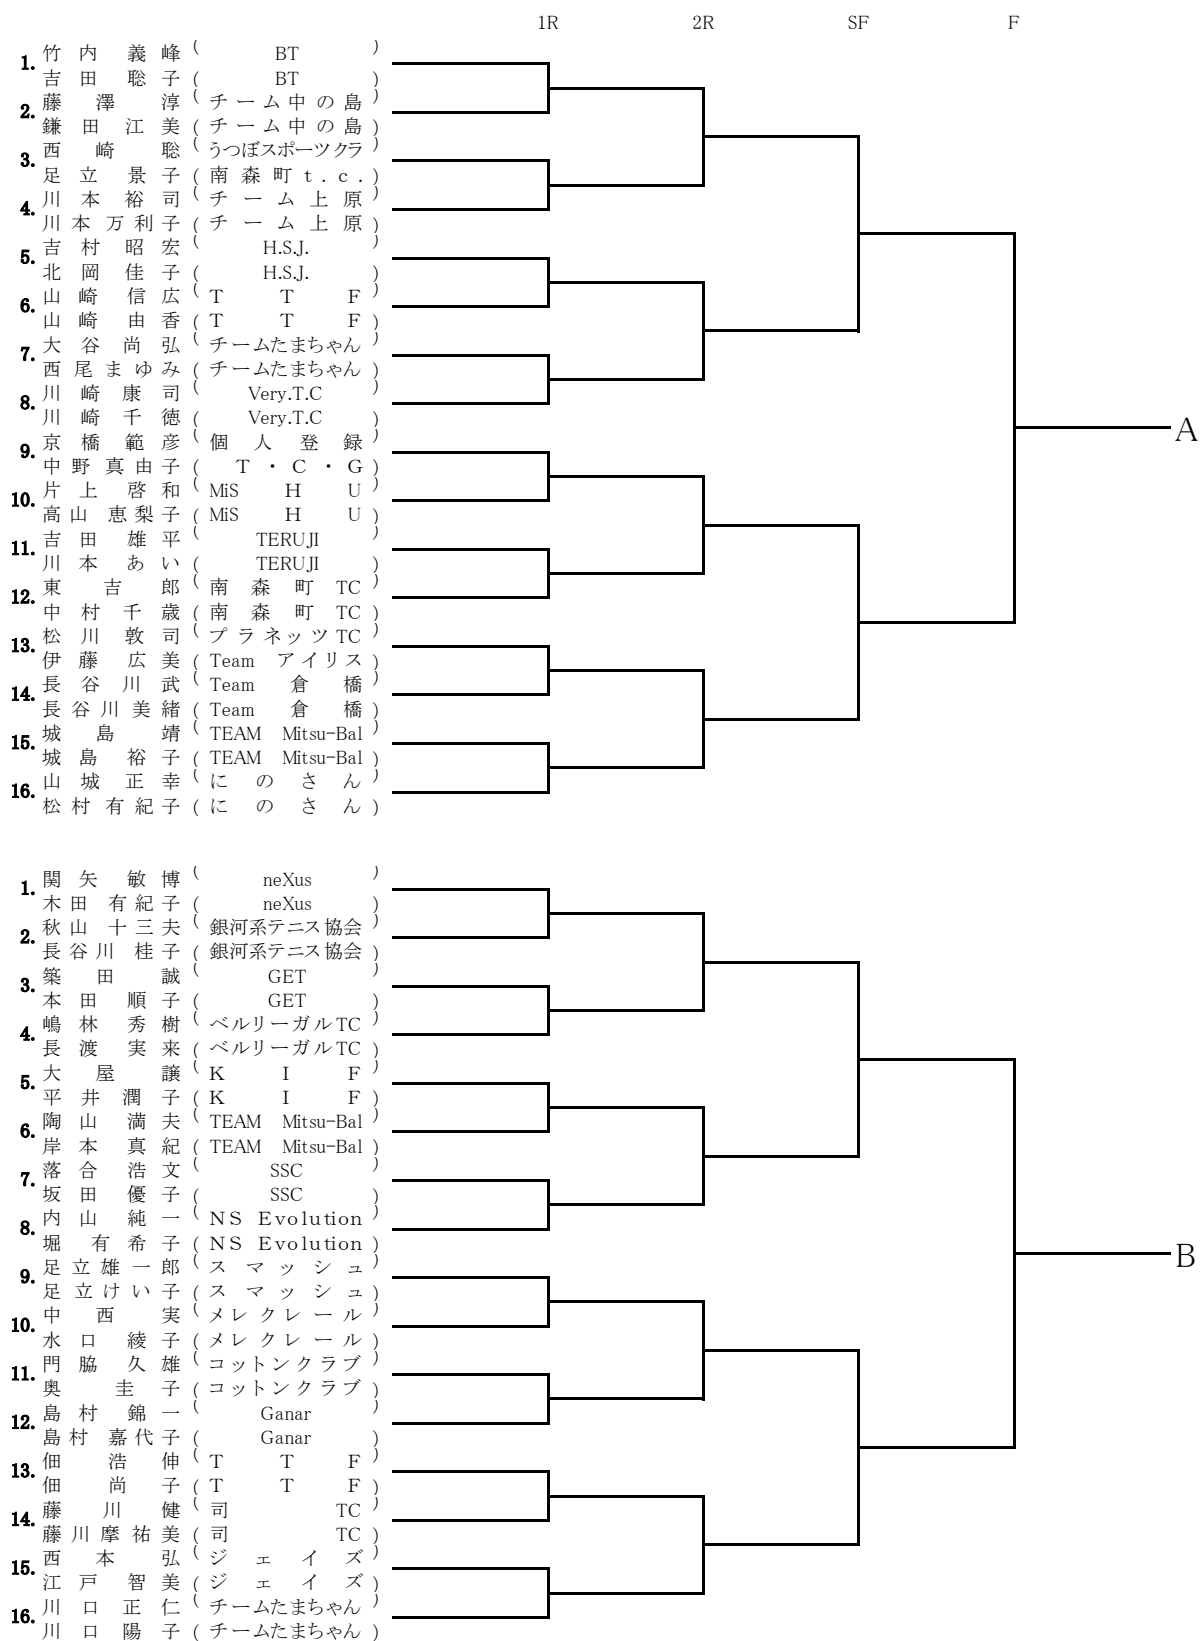 1R 2R SF F
1. 竹内 義峰 ( BT )
吉田 聡子 ( BT )
2. 藤澤 淳 ( チーム中の島 )
鎌田江美 ( チーム中の島 )
3. 西崎 聡 ( うつぼスポーツクラ )
足立景子 ( 南森町t.c. )
4. 川本裕司 ( チーム上原 )
川本万利子 ( チーム上原 )
5. 吉村昭宏 ( H.S.J. )
北岡佳子 ( H.S.J. )
6. 山崎信広 ( T T F )
山崎由香 ( T T F )
7. 大谷尚弘 ( チームたまちゃん )
西尾まゆみ ( チームたまちゃん )
8. 川崎康司 ( Very.T.C )
川崎千徳 ( Very.T.C )
9. 京橋範彦 ( 個人登録 )
中野真由子 ( T・C・G )
10. 片上 啓和 ( MiS H U )
高山 恵梨子 ( MiS H U )
11. 吉田 雄平 ( TERUJI )
川本 あい ( TERUJI )
12. 東 吉郎 ( 南森町 TC )
中村千歳 ( 南森町 TC )
13. 松川敦司 ( プラネッツTC )
伊藤広美 ( Team アイリス )
14. 長谷川武 ( Team 倉橋 )
長谷川美緒 ( Team 倉橋 )
15. 城島 靖 ( TEAM Mitsu-Bal )
城島裕子 ( TEAM Mitsu-Bal )
16. 山城正幸 ( にのさん )
松村有紀子 ( にのさん )
A
1. 関矢 敏博 ( neXus )
木田 有紀子 ( neXus )
2. 秋山 十三夫 ( 銀河系テニス協会 )
長谷川 桂子 ( 銀河系テニス協会 )
3. 築田 誠 ( GET )
本田 順子 ( GET )
4. 嶋林 秀樹 ( ベルリーガルTC )
長渡 実来 ( ベルリーガルTC )
5. 大屋 譲 ( K I F )
平井潤子 ( K I F )
6. 陶山 満夫 ( TEAM Mitsu-Bal )
岸本 真紀 ( TEAM Mitsu-Bal )
7. 落合 浩文 ( SSC )
坂田 優子 ( SSC )
8. 内山 純一 ( NS Evolution )
堀 有希子 ( NS Evolution )
9. 足立雄一郎 ( スマッシュ )
足立けい子 ( スマッシュ )
10. 中西 実 ( メレクレール )
水口 綾子 ( メレクレール )
11. 門脇 久雄 ( コットンクラブ )
奥 圭子 ( コットンクラブ )
12. 島村 錦一 ( Ganar )
島村 嘉代子 ( Ganar )
13. 佃 浩伸 ( T T F )
佃 尚子 ( T T F )
14. 藤川 健 ( 司 TC )
藤川摩祐美 ( 司 TC )
15. 西本 弘 ( ジェイズ )
江戸智美 ( ジェイズ )
16. 川口正仁 ( チームたまちゃん )
川口陽子 ( チームたまちゃん )
B